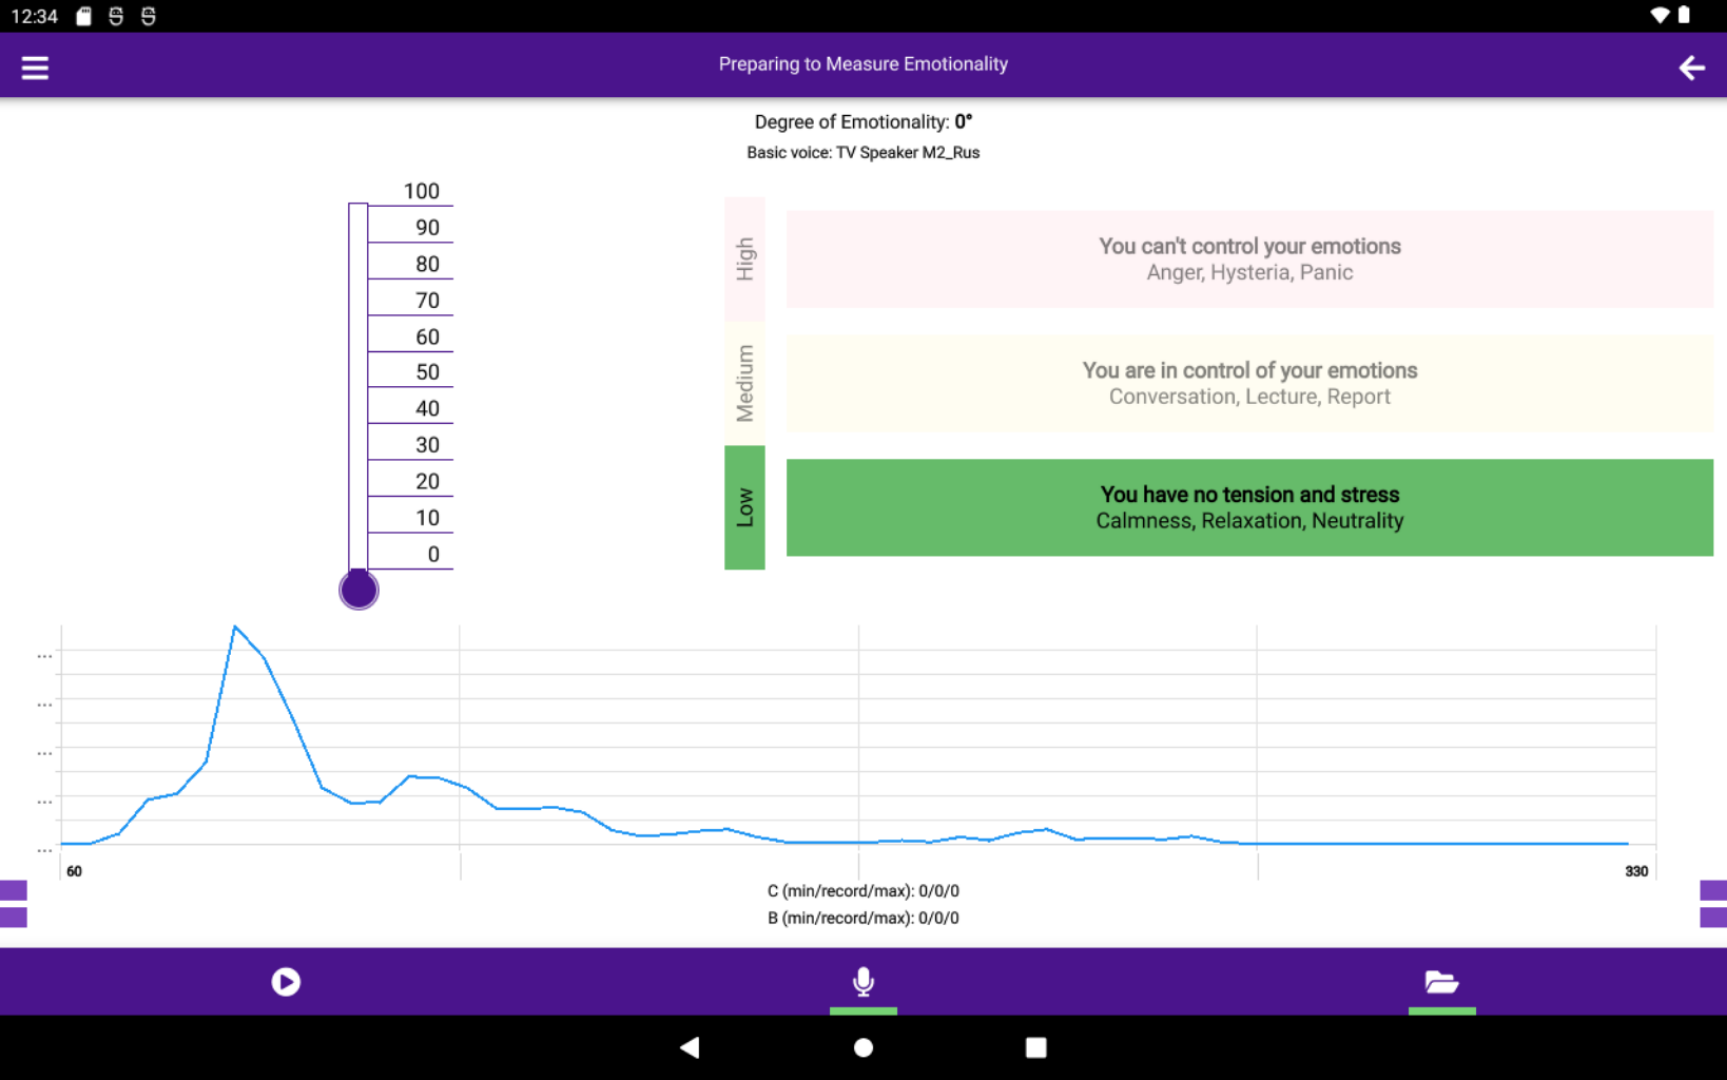 12:34
Preparing to Measure Emotionality
Degree of Emotionality: 0°
Basic voice: TV Speaker M2_Rus
100
90
80
70
60
50
40
30
20
10
0
High
You can't control your emotions
Anger, Hysteria, Panic
Medium
You are in control of your emotions
Conversation, Lecture, Report
Low
You have no tension and stress
Calmness, Relaxation, Neutrality
...
...
...
...
...
60
330
C (min/record/max): 0/0/0
B (min/record/max): 0/0/0